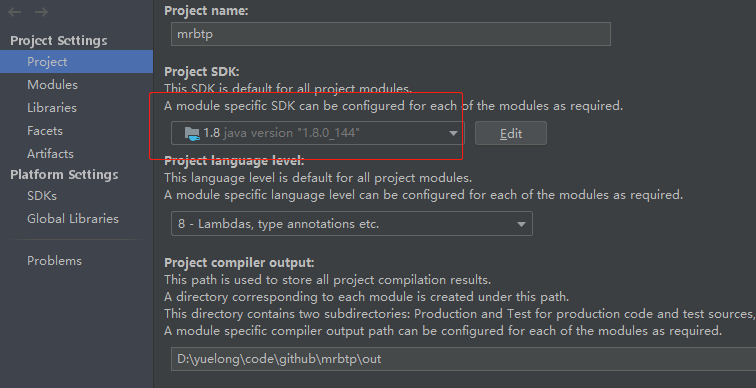 Project Settings
Project
Modules
Libraries
Facets
Artifacts
Platform Settings
SDKs
Global Libraries
Problems
Project name:
mrbtp
Project SDK:
This SDK is default for all project modules.
A module specific SDK can be configured for each of the modules as required.
1.8 java version "1.8.0_144"
Edit
Project language level:
This language level is default for all project modules.
A module specific language level can be configured for each of the modules as required.
8 - Lambdas, type annotations etc.
Project compiler output:
This path is used to store all project compilation results.
A directory corresponding to each module is created under this path.
This directory contains two subdirectories: Production and Test for production code and test sources,
A module specific compiler output path can be configured for each of the modules as required.
D:\yuelong\code\github\mrbtp\out